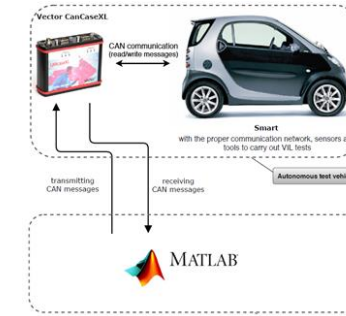 Vector CanCaseXL
CAN communication
(read/write messages)
Smart
with the proper communication network, sensors a
tools to carry out VIL tests
Autonomous test vehi
transmitting
CAN messages
receiving
CAN messages
MATLAB